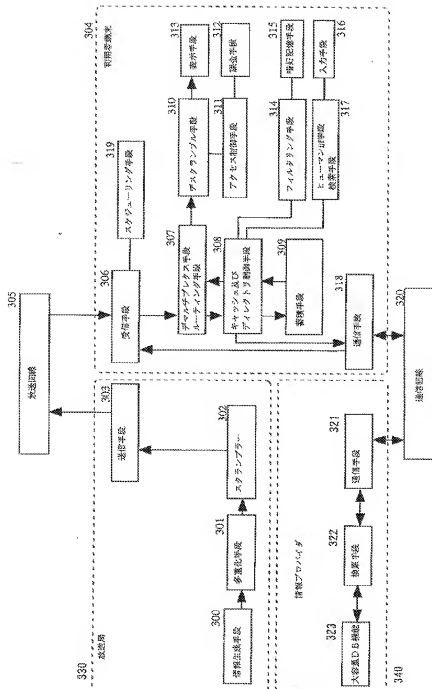 305
放送回線
304
利用者端末
319
スケジューリング手段
306
受信手段
307
デマルチプレクス手段
ルーティング手段
310
デスクランブル手段
313
表示手段
312
課金手段
311
アクセス制御手段
308
キャッシュ及び
ディレクトリ制御手段
314
フィルタリング手段
315
嗜好記憶手段
316
入力手段
317
ヒューマンIF
検索手段
309
蓄積手段
318
通信手段
320
通信回線
330
放送局
303
送信手段
302
スクランブラー
301
多重化手段
300
情報生成手段
340
情報プロバイダ
321
通信手段
322
検索手段
323
大容量DB機能